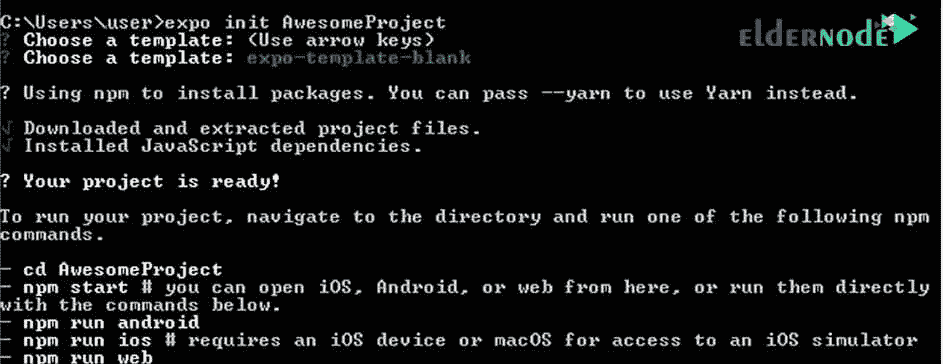 C:\Users\user>expo init AwesomeProject
? Choose a template: (Use arrow keys)
? Choose a template: expo-template-blank
? Using npm to install packages. You can pass --yarn to use Yarn instead.
√ Downloaded and extracted project files.
√ Installed JavaScript dependencies.
? Your project is ready!
To run your project, navigate to the directory and run one of the following npm
commands.
- cd AwesomeProject
- npm start # you can open iOS, Android, or web from here, or run them directly
with the commands below.
- npm run android
- npm run ios # requires an iOS device or macOS for access to an iOS simulator
- npm run web
elderNODE